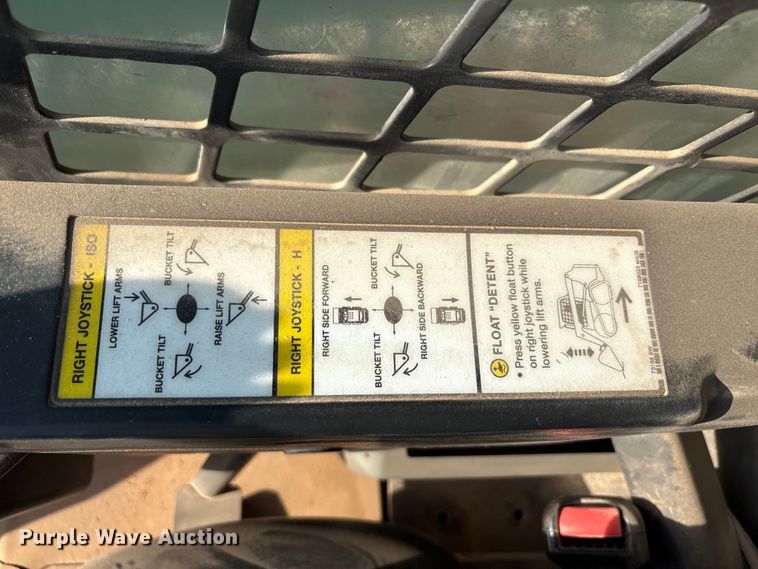 RIGHT JOYSTICK - ISO
LOWER LIFT ARMS
BUCKET TILT
BUCKET TILT
RAISE LIFT ARMS
RIGHT JOYSTICK - H
RIGHT SIDE FORWARD
BUCKET TILT
BUCKET TILT
RIGHT SIDE BACKWARD
FLOAT "DETENT"
• Press yellow float button
on right joystick while
lowering lift arms.
Purple Wave Auction